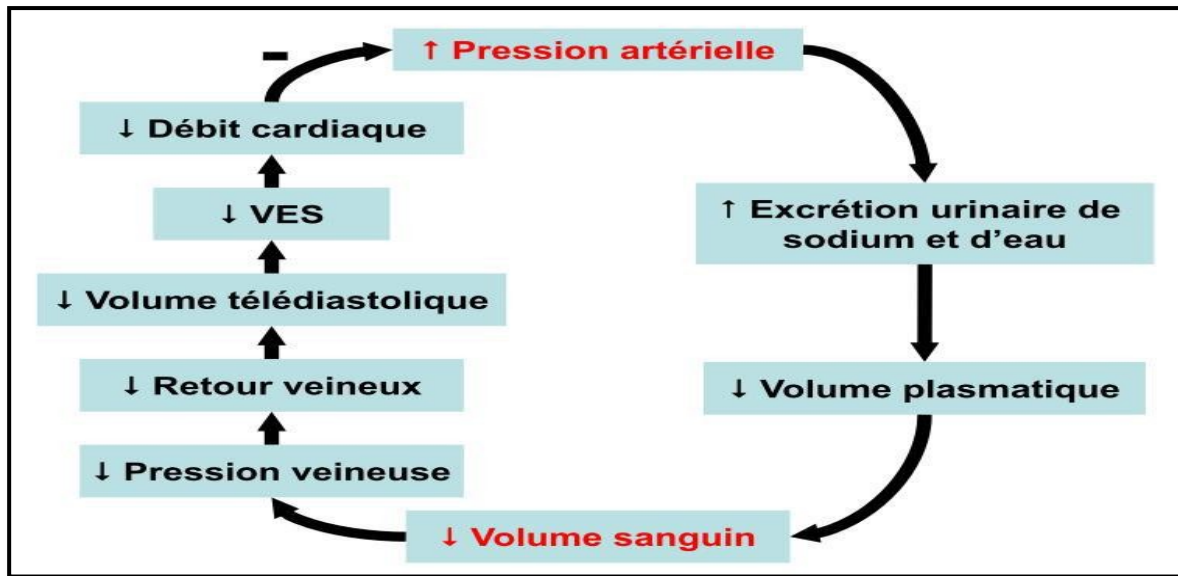 ↑ Pression artérielle
-
↓ Débit cardiaque
↓ VES
↑ Excrétion urinaire de
sodium et d'eau
↓ Volume télédiastolique
↓ Retour veineux
↓ Volume plasmatique
↓ Pression veineuse
↓ Volume sanguin